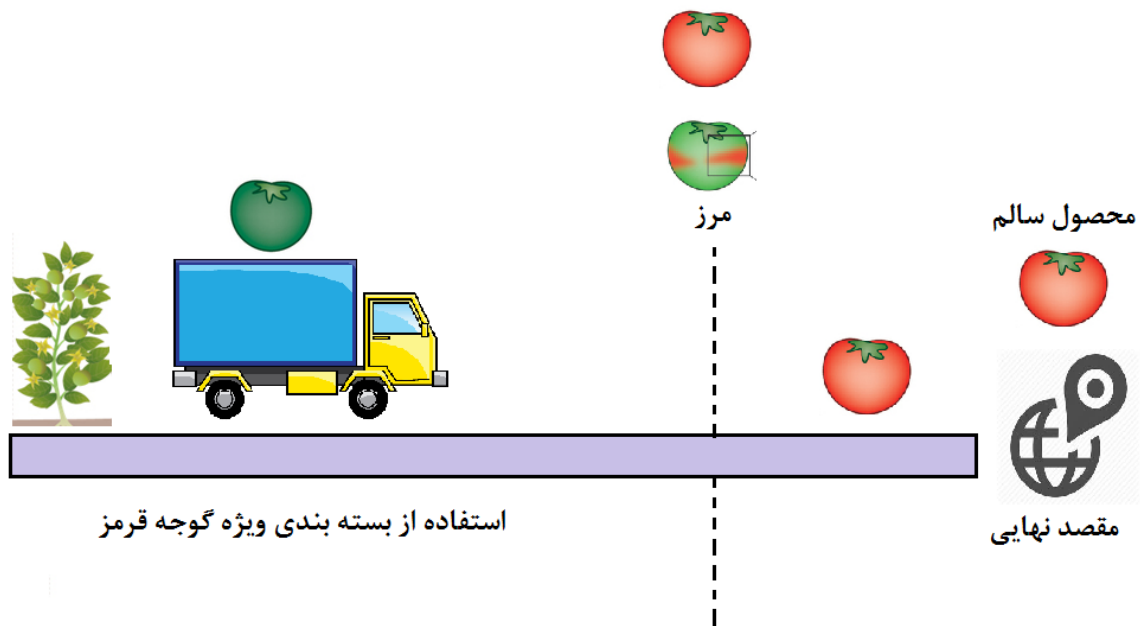 مرز
محصول سالم
استفاده از بسته بندی ویژه گوجه قرمز
مقصد نهایی